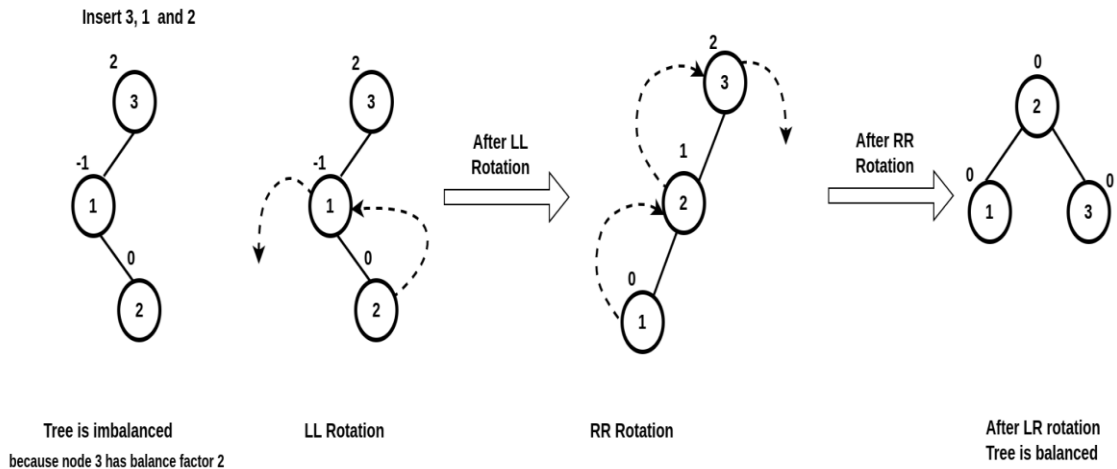 Insert 3, 1 and 2
2
3
-1
1
0
2
Tree is imbalanced
because node 3 has balance factor 2
2
3
-1
1
0
2
LL Rotation
After LL
Rotation
2
3
1
2
0
1
RR Rotation
After RR
Rotation
0
2
0
1
0
3
After LR rotation
Tree is balanced